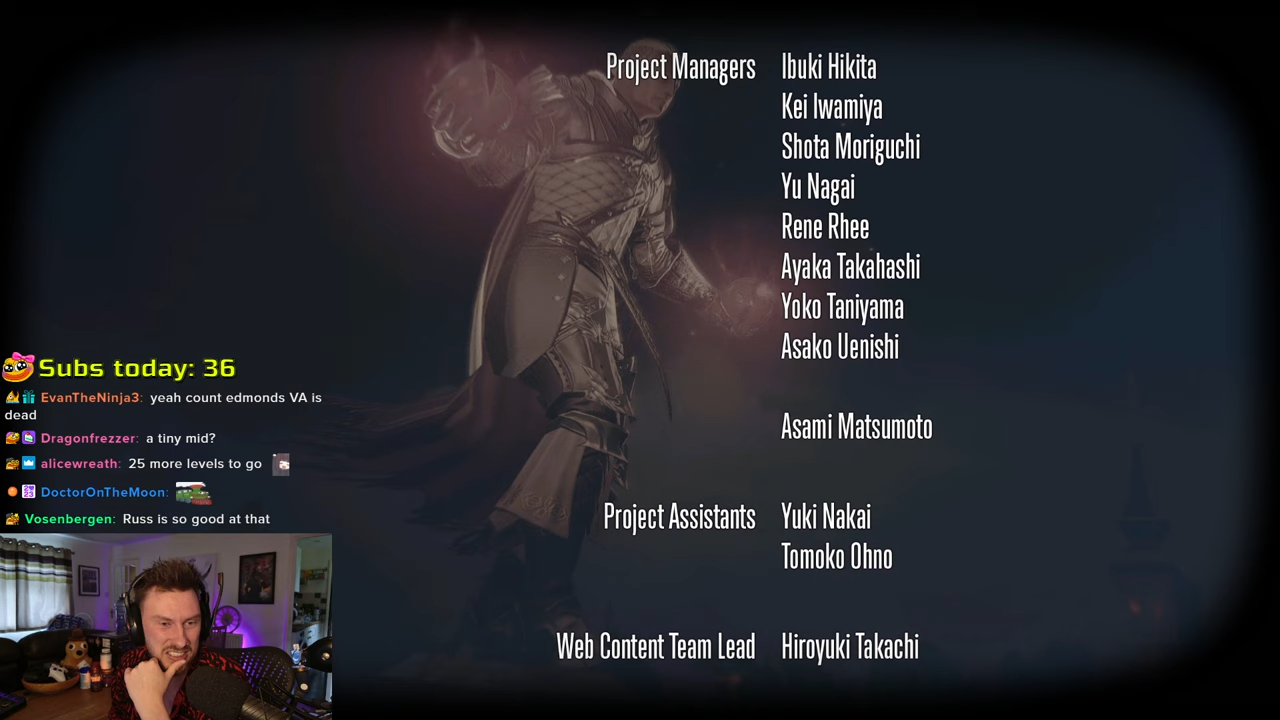 Project Managers Ibuki Hikita
Kei Iwamiya
Shota Moriguchi
Yu Nagai
Rene Rhee
Ayaka Takahashi
Yoko Taniyama
Asako Uenishi
Asami Matsumoto
Project Assistants Yuki Nakai
Tomoko Ohno
Web Content Team Lead Hiroyuki Takachi
Subs today: 36
EvanTheNinja3: yeah count edmonds VA is
dead
Dragonfrezzer: a tiny mid?
alicewreath: 25 more levels to go
DoctorOnTheMoon:
Vosenbergen: Russ is so good at that